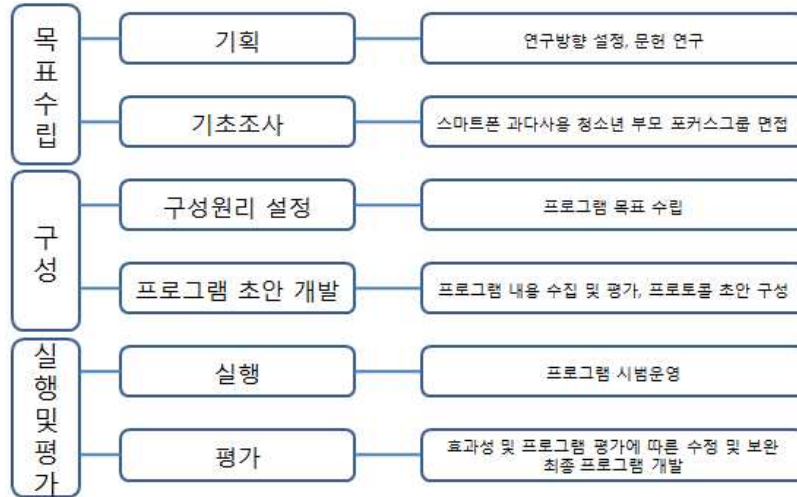 목표수립
기획
연구방향 설정, 문헌 연구
기초조사
스마트폰 과다사용 청소년 부모 포커스그룹 면접
구성
구성원리 설정
프로그램 목표 수립
프로그램 초안 개발
프로그램 내용 수집 및 평가, 프로토콜 초안 구성
실행및평가
실행
프로그램 시범운영
평가
효과성 및 프로그램 평가에 따른 수정 및 보완
최종 프로그램 개발